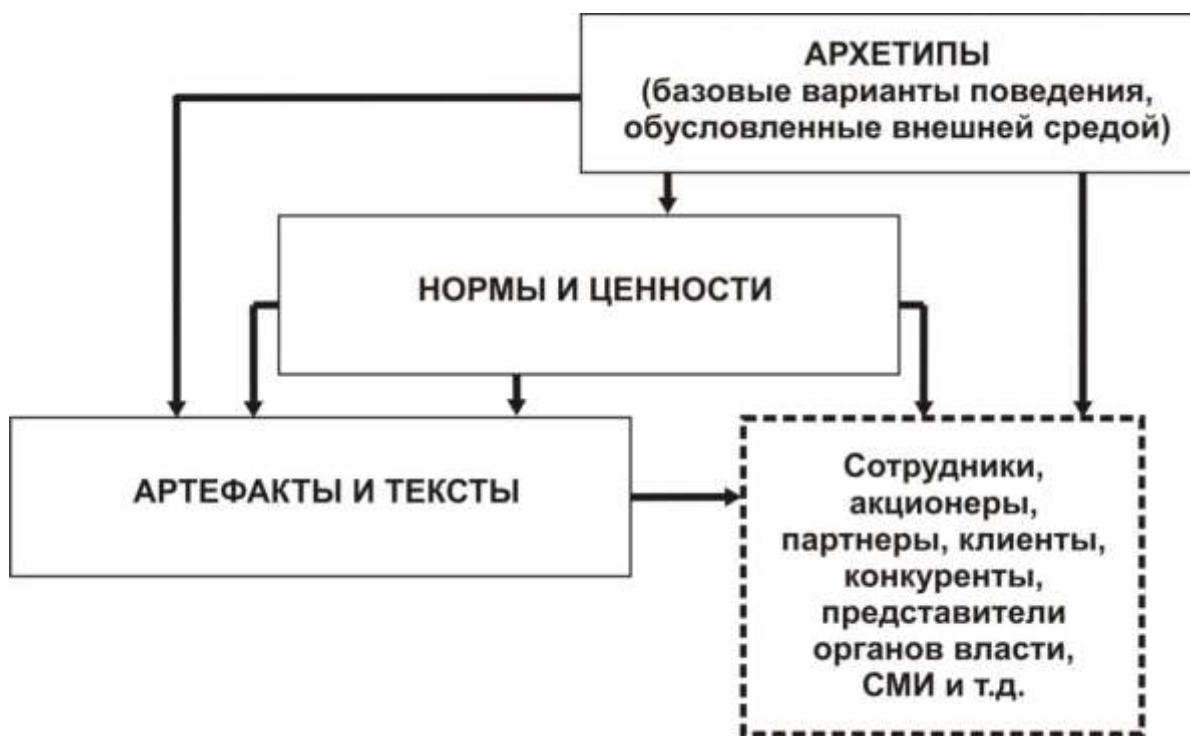 АРХЕТИПЫ
(базовые варианты поведения,
обусловленные внешней средой)
НОРМЫ И ЦЕННОСТИ
АРТЕФАКТЫ И ТЕКСТЫ
Сотрудники,
акционеры,
партнеры, клиенты,
конкуренты,
представители
органов власти,
СМИ и т.д.